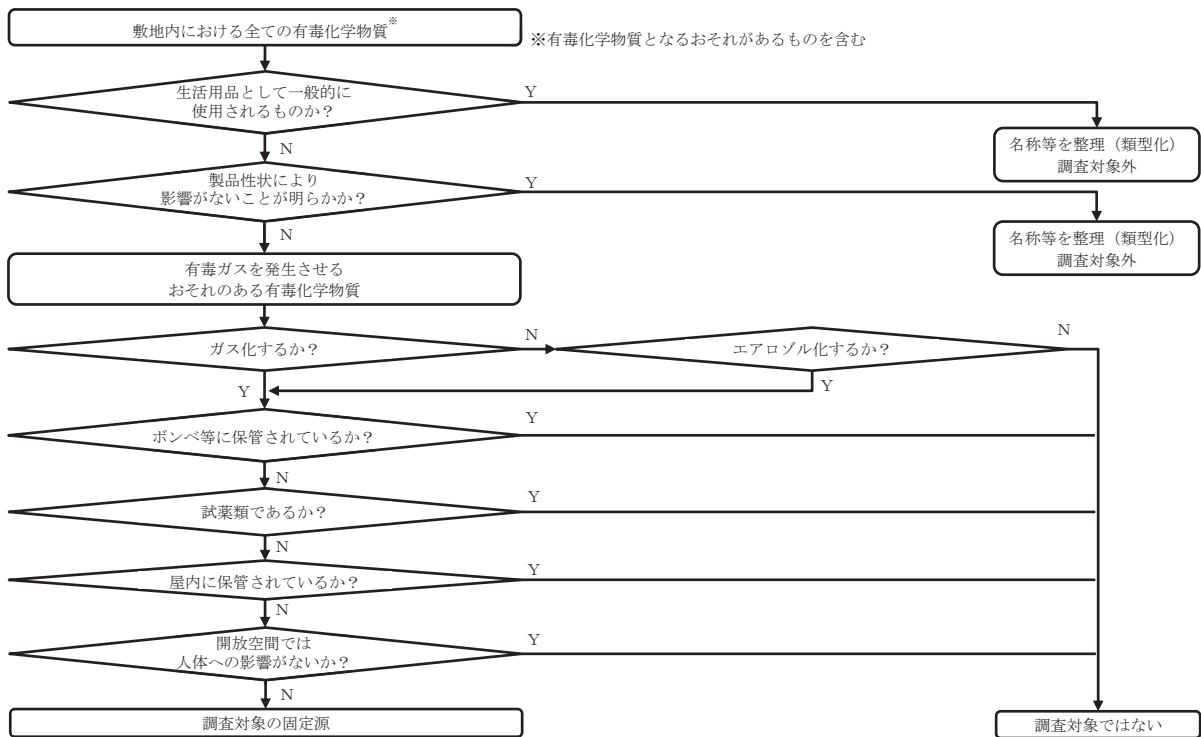 敷地内における全ての有毒化学物質※
※有毒化学物質となるおそれがあるものを含む
生活用品として一般的に
使用されるものか？
Y
N
名称等を整理（類型化）
調査対象外
製品性状により
影響がないことが明らかか？
Y
N
名称等を整理（類型化）
調査対象外
有毒ガスを発生させる
おそれのある有毒化学物質
ガス化するか？
N
エアロゾル化するか？
N
Y
Y
ボンベ等に保管されているか？
Y
N
試薬類であるか？
Y
N
屋内に保管されているか？
Y
N
開放空間では
人体への影響がないか？
Y
N
調査対象の固定源
調査対象ではない